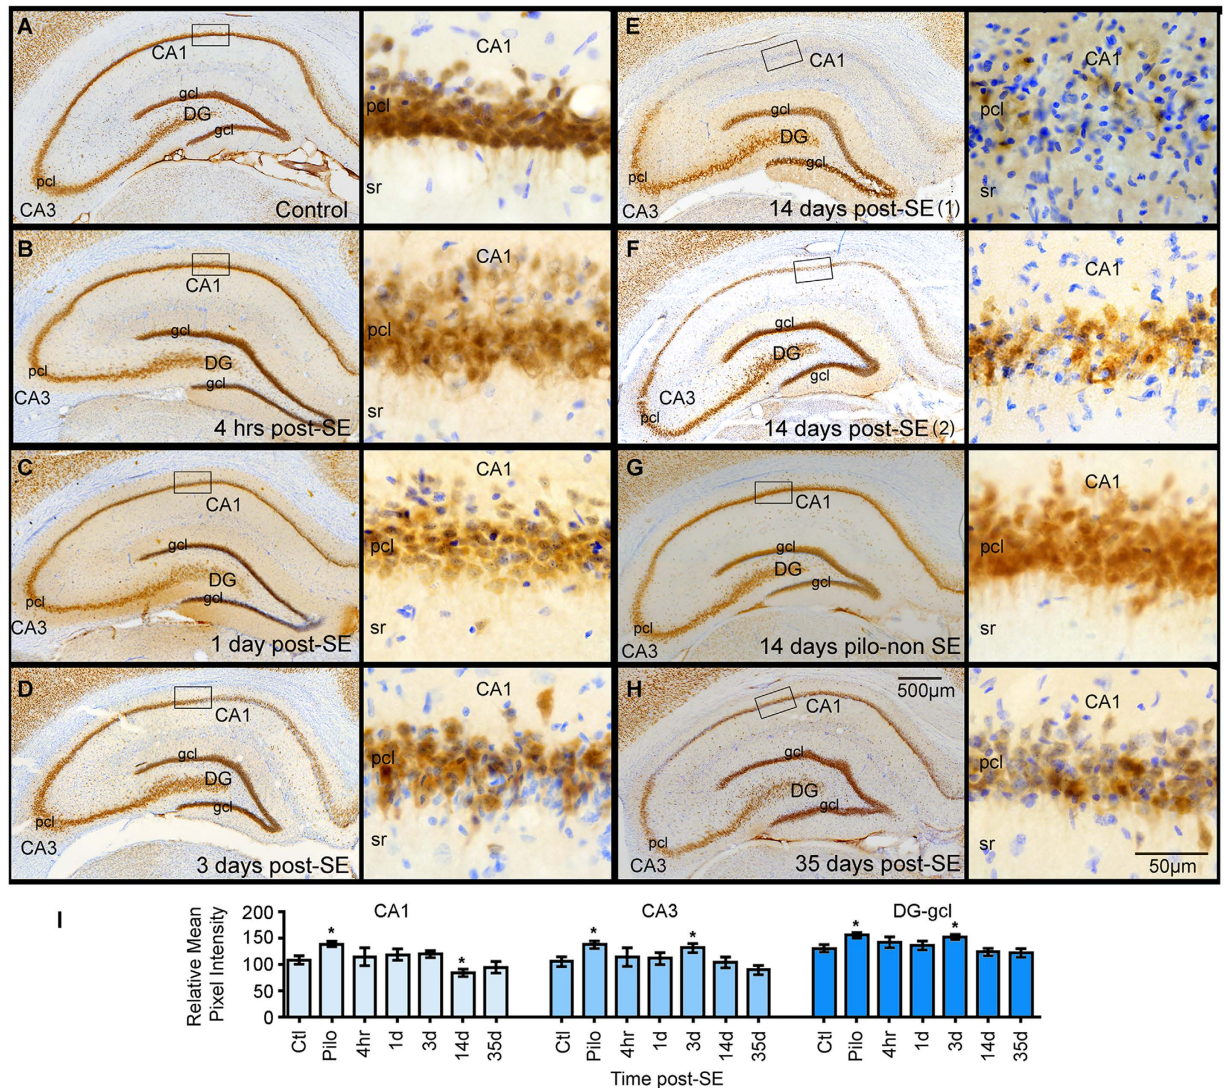 A
CA1
gcl
DG
gcl
pcl
CA3
Control
CA1
pcl
sr
B
CA1
gcl
DG
gcl
pcl
CA3
4 hrs post-SE
CA1
pcl
sr
C
CA1
gcl
DG
gcl
pcl
CA3
1 day post-SE
CA1
pcl
sr
D
CA1
gcl
DG
gcl
pcl
CA3
3 days post-SE
CA1
pcl
sr
E
CA1
gcl
DG
gcl
pcl
CA3
14 days post-SE (1)
CA1
pcl
sr
F
gcl
DG
gcl
CA3
pcl
14 days post-SE (2)
CA1
pcl
sr
G
CA1
gcl
DG
gcl
pcl
CA3
14 days pilo-non SE
CA1
pcl
sr
H
500µm
CA1
gcl
DG
gcl
pcl
CA3
35 days post-SE
CA1
pcl
sr
50µm
I
CA1
CA3
DG-gcl
Relative Mean
Pixel Intensity
200
150
100
50
0
* * * * * *
Ctl Pilo 4hr 1d 3d 14d 35d
Ctl Pilo 4hr 1d 3d 14d 35d
Ctl Pilo 4hr 1d 3d 14d 35d
Time post-SE